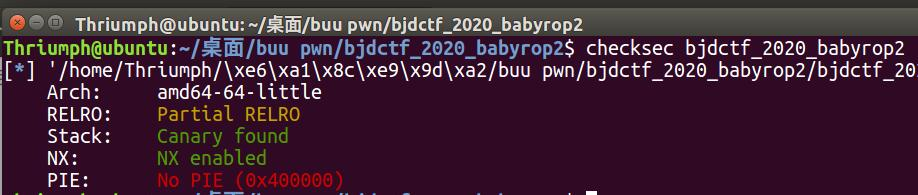 Thriumph@ubuntu: ~/桌面/buu pwn/bjdctf_2020_babyrop2
Thriumph@ubuntu:~/桌面/buu pwn/bjdctf_2020_babyrop2$ checksec bjdctf_2020_babyrop2
[*] '/home/Thriumph/\xe6\xa1\x8c\xe9\x9d\xa2/buu pwn/bjdctf_2020_babyrop2/bjdctf_202
Arch: amd64-64-little
RELRO: Partial RELRO
Stack: Canary found
NX: NX enabled
PIE: No PIE (0x400000)